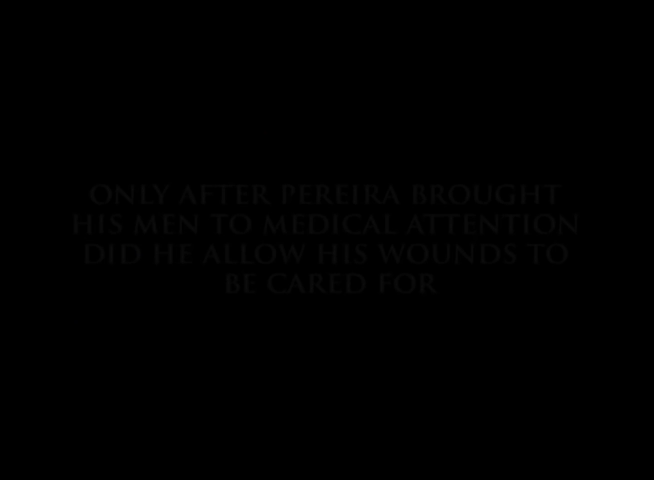 ONLY AFTER PEREIRA BROUGHT
HIS MEN TO MEDICAL ATTENTION
DID HE ALLOW HIS WOUNDS TO
BE CARED FOR